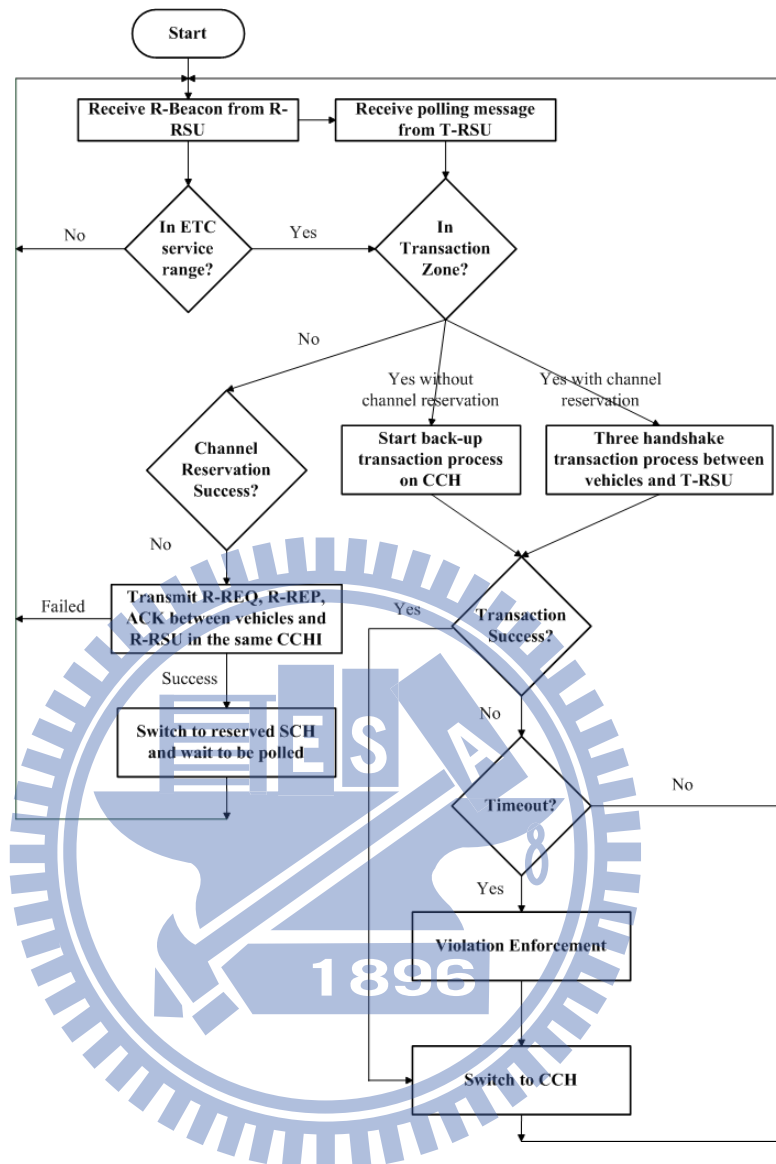 Start
Receive R-Beacon from R-
RSU
Receive polling message
from T-RSU
In ETC
service
range?
No
Yes
In
Transaction
Zone?
No
Yes without
channel reservation
Yes with channel
reservation
Channel
Reservation
Success?
Start back-up
transaction process
on CCH
Three handshake
transaction process between
vehicles and T-RSU
No
Failed
Transmit R-REQ, R-REP,
ACK between vehicles and
R-RSU in the same CCHI
Yes
Transaction
Success?
Success
No
Switch to reserved SCH
and wait to be polled
ESA
Timeout?
No
8
Yes
Violation Enforcement
1896
Switch to CCH